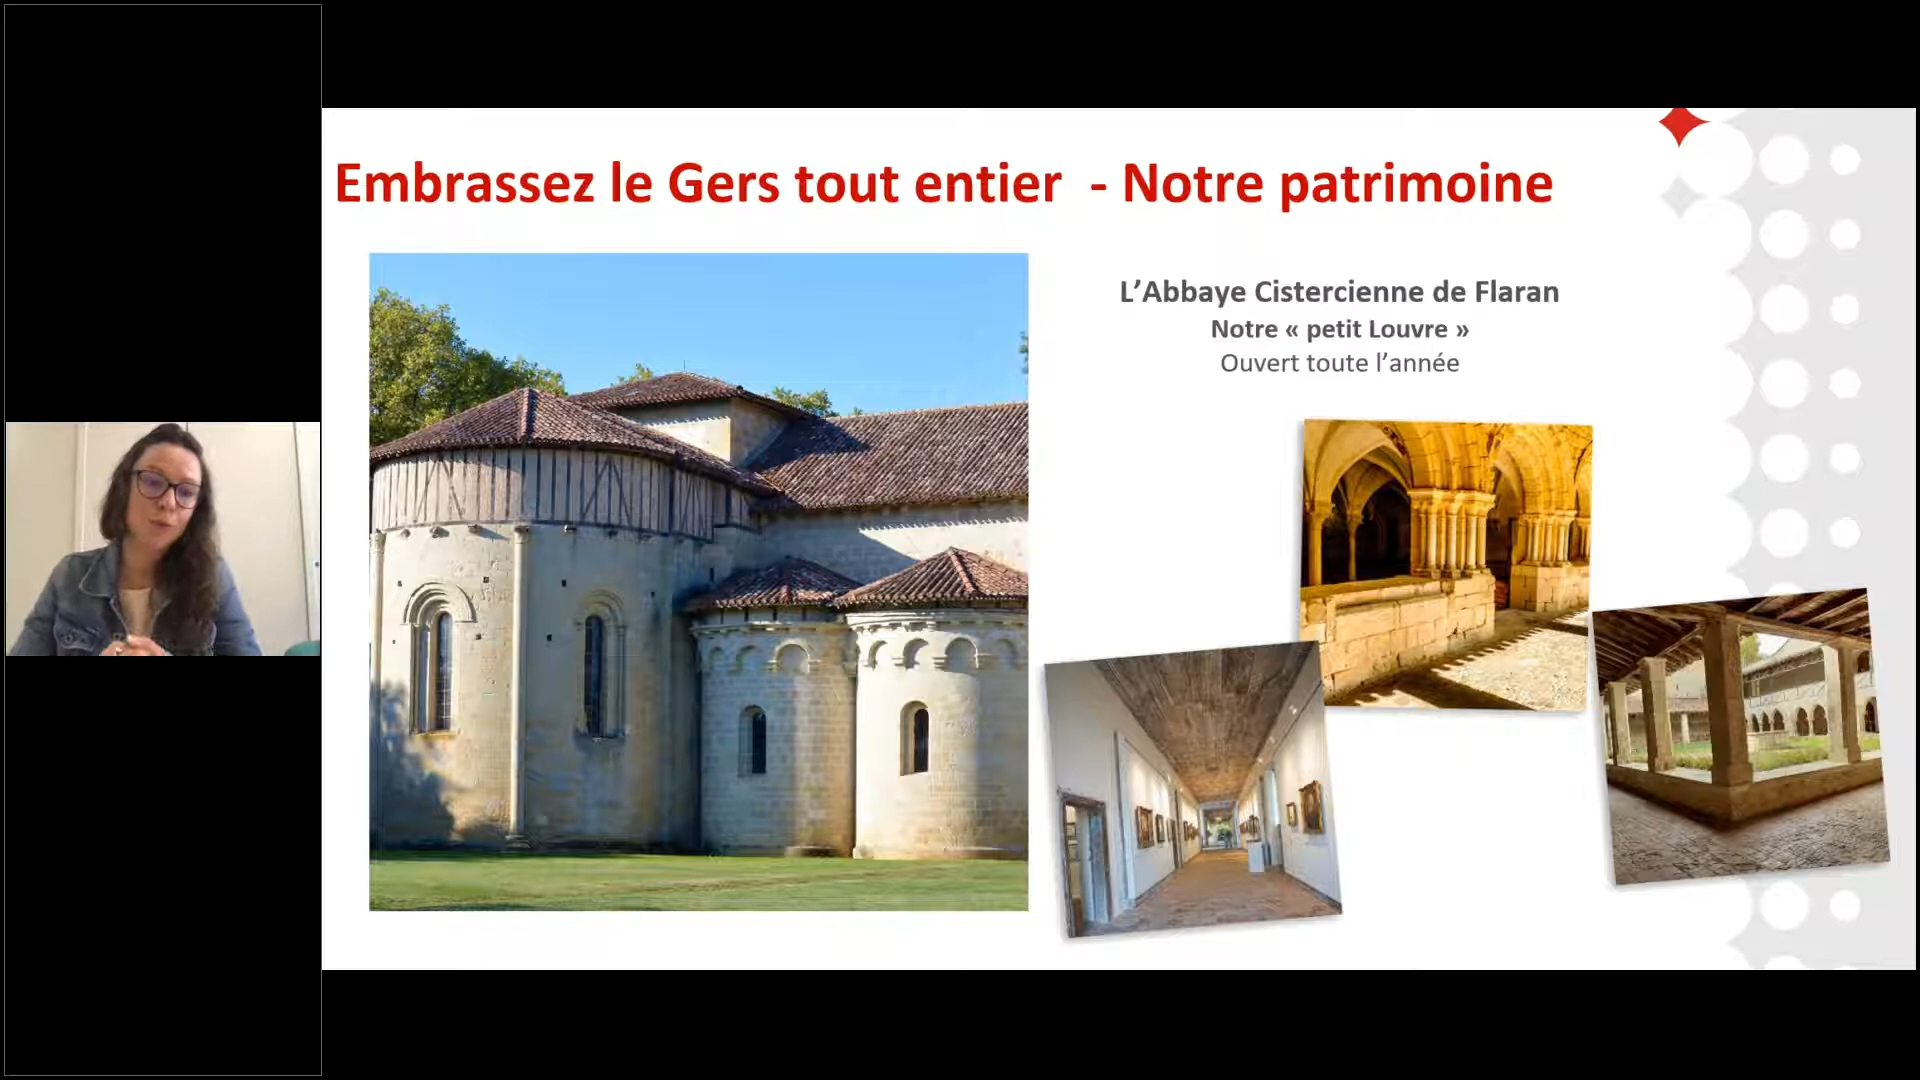 Embrassez le Gers tout entier - Notre patrimoine
L’Abbaye Cistercienne de Flaran
Notre « petit Louvre »
Ouvert toute l’année